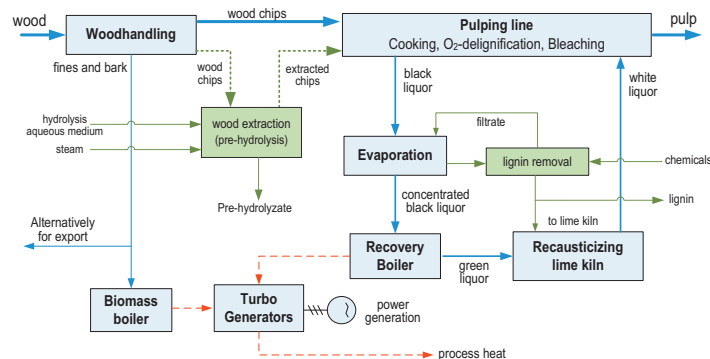 wood
Woodhandling
wood chips
Pulping line
Cooking, O₂-delignification, Bleaching
pulp
fines and bark
wood
chips
extracted
chips
black
liquor
white
liquor
hydrolysis
aqueous medium
steam
wood extraction
(pre-hydrolysis)
filtrate
Evaporation
lignin removal
chemicals
Pre-hydrolyzate
concentrated
black liquor
lignin
to lime kiln
Alternatively
for export
Recovery
Boiler
green
liquor
Recausticizing
lime kiln
Biomass
boiler
Turbo
Generators
power
generation
process heat